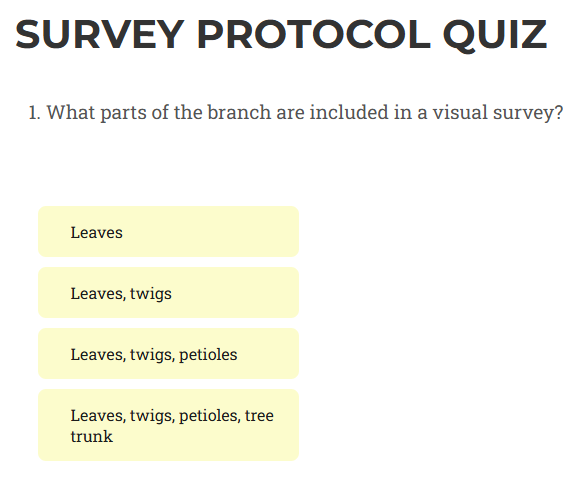 SURVEY PROTOCOL QUIZ
1. What parts of the branch are included in a visual survey?
Leaves
Leaves, twigs
Leaves, twigs, petioles
Leaves, twigs, petioles, tree
trunk